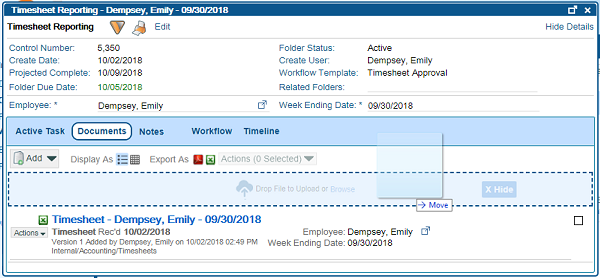 Timesheet Reporting - Dempsey, Emily - 09/30/2018
Timesheet Reporting Edit Hide Details
Control Number: 5,350 Folder Status: Active
Create Date: 10/02/2018 Create User: Dempsey, Emily
Projected Complete: 10/09/2018 Workflow Template: Timesheet Approval
Folder Due Date: 10/05/2018 Related Folders:
Employee: * Dempsey, Emily Week Ending Date: * 09/30/2018
Active Task Documents Notes Workflow Timeline
Add Display As Export As Actions (0 Selected)
Drop File to Upload or Browse X Hide
Move
Timesheet - Dempsey, Emily - 09/30/2018
Actions Timesheet Rec'd 10/02/2018 Employee: Dempsey, Emily
Version 1 Added by Dempsey, Emily on 10/02/2018 02:49 PM Week Ending Date: 09/30/2018
Internal/Accounting/Timesheets